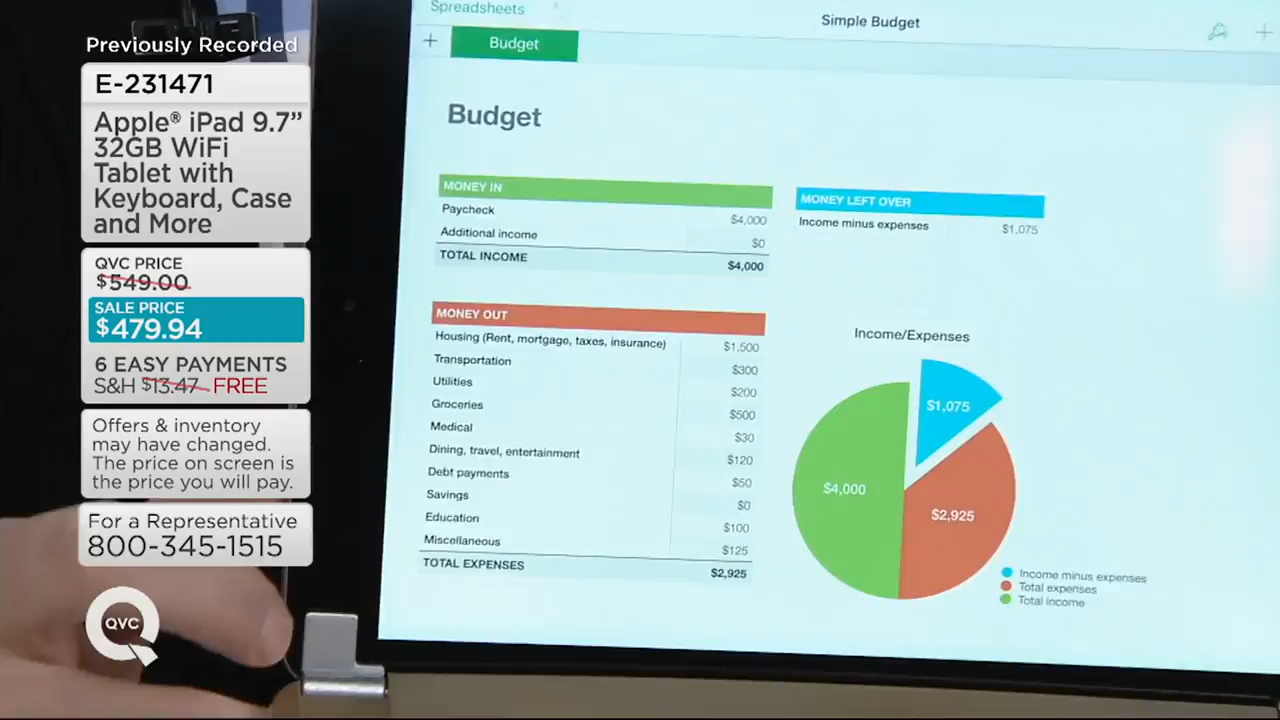 Previously Recorded
E-231471
Apple® iPad 9.7”
32GB WiFi
Tablet with
Keyboard, Case
and More
QVC PRICE
$549.00
SALE PRICE
$479.94
6 EASY PAYMENTS
S&H $13.47 FREE
Offers & inventory
may have changed.
The price on screen is
the price you will pay.
For a Representative
800-345-1515
QVC
Spreadsheets
Simple Budget
+
Budget
+
Budget
MONEY IN
Paycheck $4,000
Additional income $0
TOTAL INCOME $4,000
MONEY LEFT OVER
Income minus expenses $1,075
MONEY OUT
Housing (Rent, mortgage, taxes, insurance) $1,500
Transportation $300
Utilities $200
Groceries $500
Medical $30
Dining, travel, entertainment $120
Debt payments $50
Savings $0
Education $100
Miscellaneous $125
TOTAL EXPENSES $2,925
Income/Expenses
$1,075
$4,000
$2,925
Income minus expenses
Total expenses
Total income